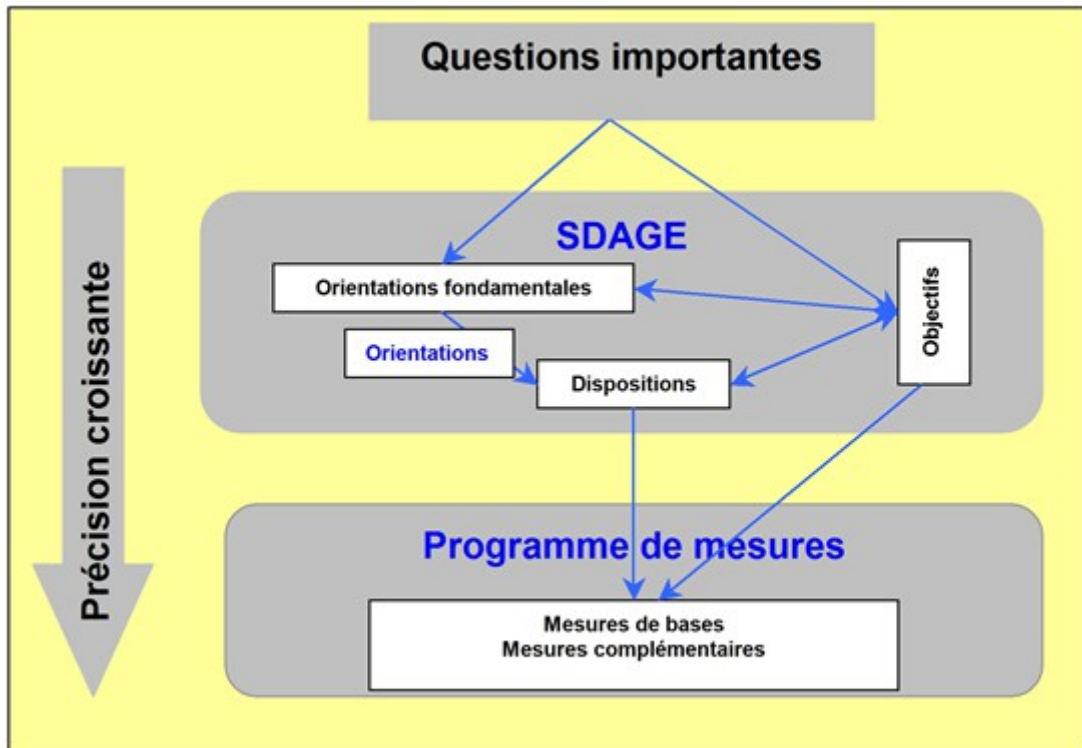 Questions importantes
Précision croissante
SDAGE
Orientations fondamentales
Objectifs
Orientations
Dispositions
Programme de mesures
Mesures de bases
Mesures complémentaires